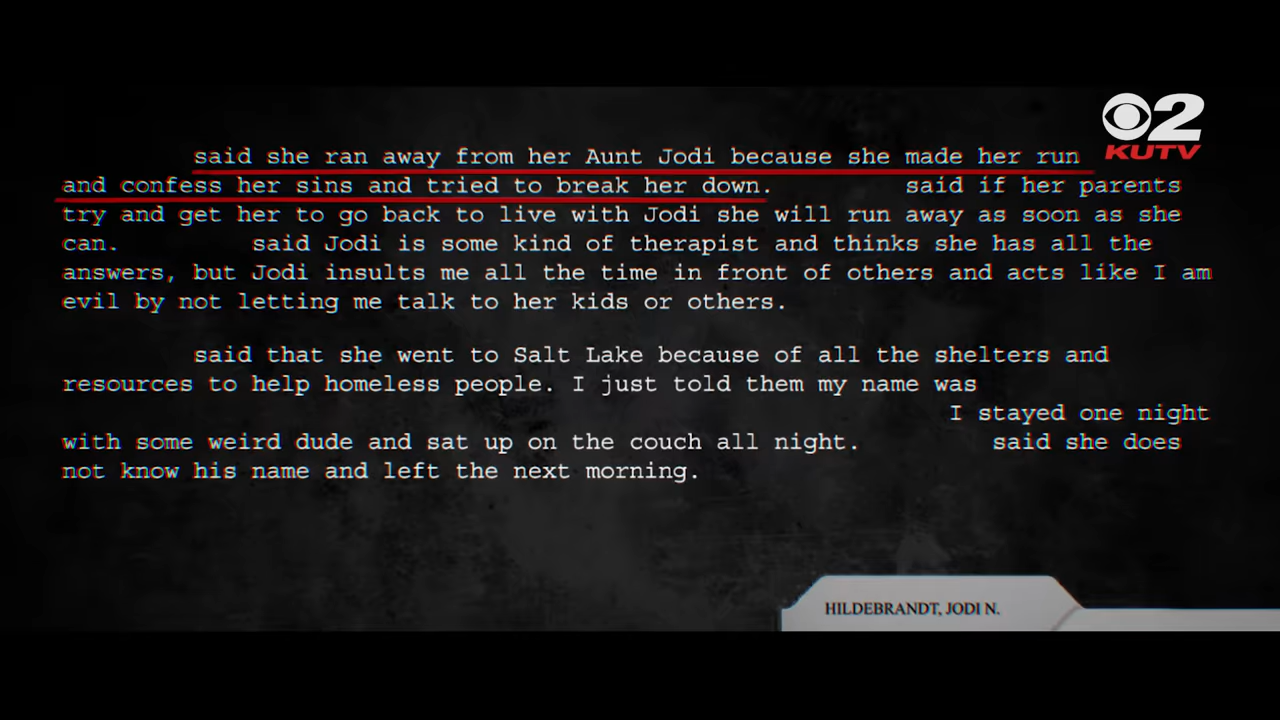 2
KUTV
said she ran away from her Aunt Jodi because she made her run
and confess her sins and tried to break her down. said if her parents
try and get her to go back to live with Jodi she will run away as soon as she
can. said Jodi is some kind of therapist and thinks she has all the
answers, but Jodi insults me all the time in front of others and acts like I am
evil by not letting me talk to her kids or others.
said that she went to Salt Lake because of all the shelters and
resources to help homeless people. I just told them my name was
I stayed one night
with some weird dude and sat up on the couch all night. said she does
not know his name and left the next morning.
HILDEBRANDT, JODI N.